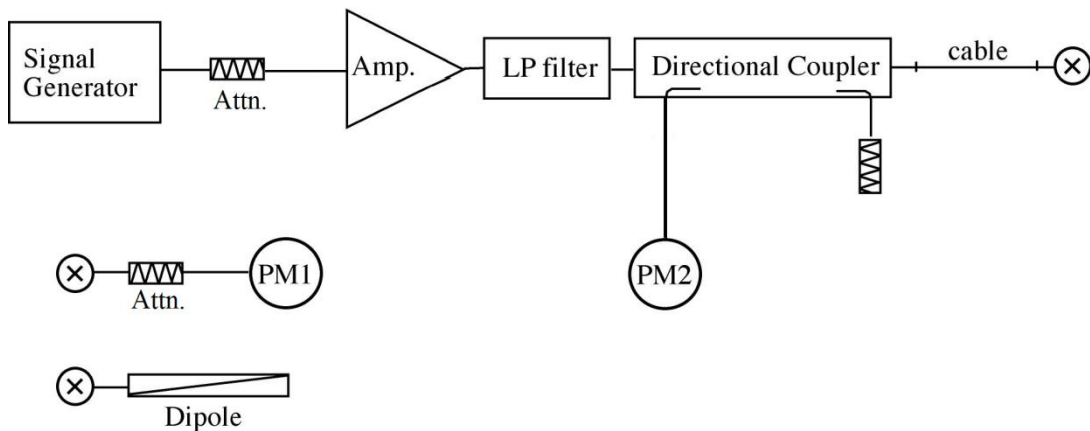 Signal
Generator
Attn.
Amp.
LP filter
Directional Coupler
cable
PM1
Attn.
PM2
Dipole